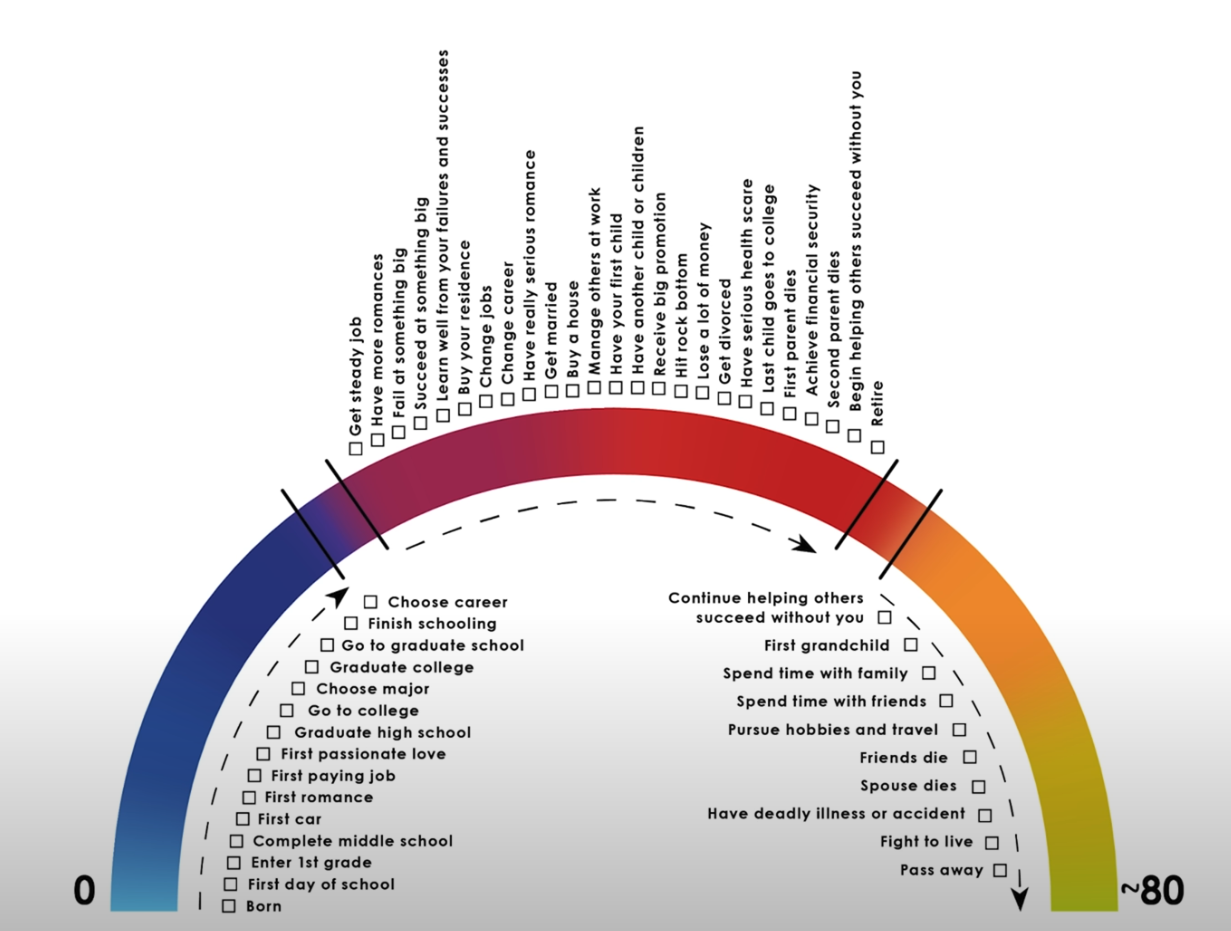 0
Born
First day of school
Enter 1st grade
Complete middle school
First car
First romance
First paying job
First passionate love
Graduate high school
Go to college
Choose major
Graduate college
Go to graduate school
Finish schooling
Choose career
Get steady job
Have more romances
Fail at something big
Succeed at something big
Learn well from your failures and successes
Buy your residence
Change jobs
Change career
Have really serious romance
Get married
Buy a house
Manage others at work
Have your first child
Have another child or children
Receive big promotion
Hit rock bottom
Lose a lot of money
Get divorced
Have serious health scare
Last child goes to college
First parent dies
Achieve financial security
Second parent dies
Begin helping others succeed without you
Retire
Continue helping others
succeed without you
First grandchild
Spend time with family
Spend time with friends
Pursue hobbies and travel
Friends die
Spouse dies
Have deadly illness or accident
Fight to live
Pass away
~80